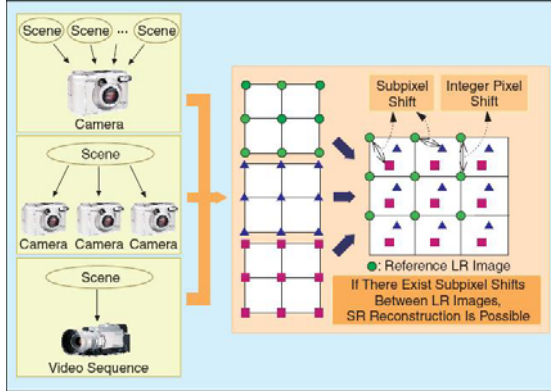 Scene Scene ... Scene
Camera
Scene
Camera Camera Camera
Scene
Video Sequence
Subpixel
Shift
Integer Pixel
Shift
: Reference LR Image
If There Exist Subpixel Shifts
Between LR Images,
SR Reconstruction Is Possible